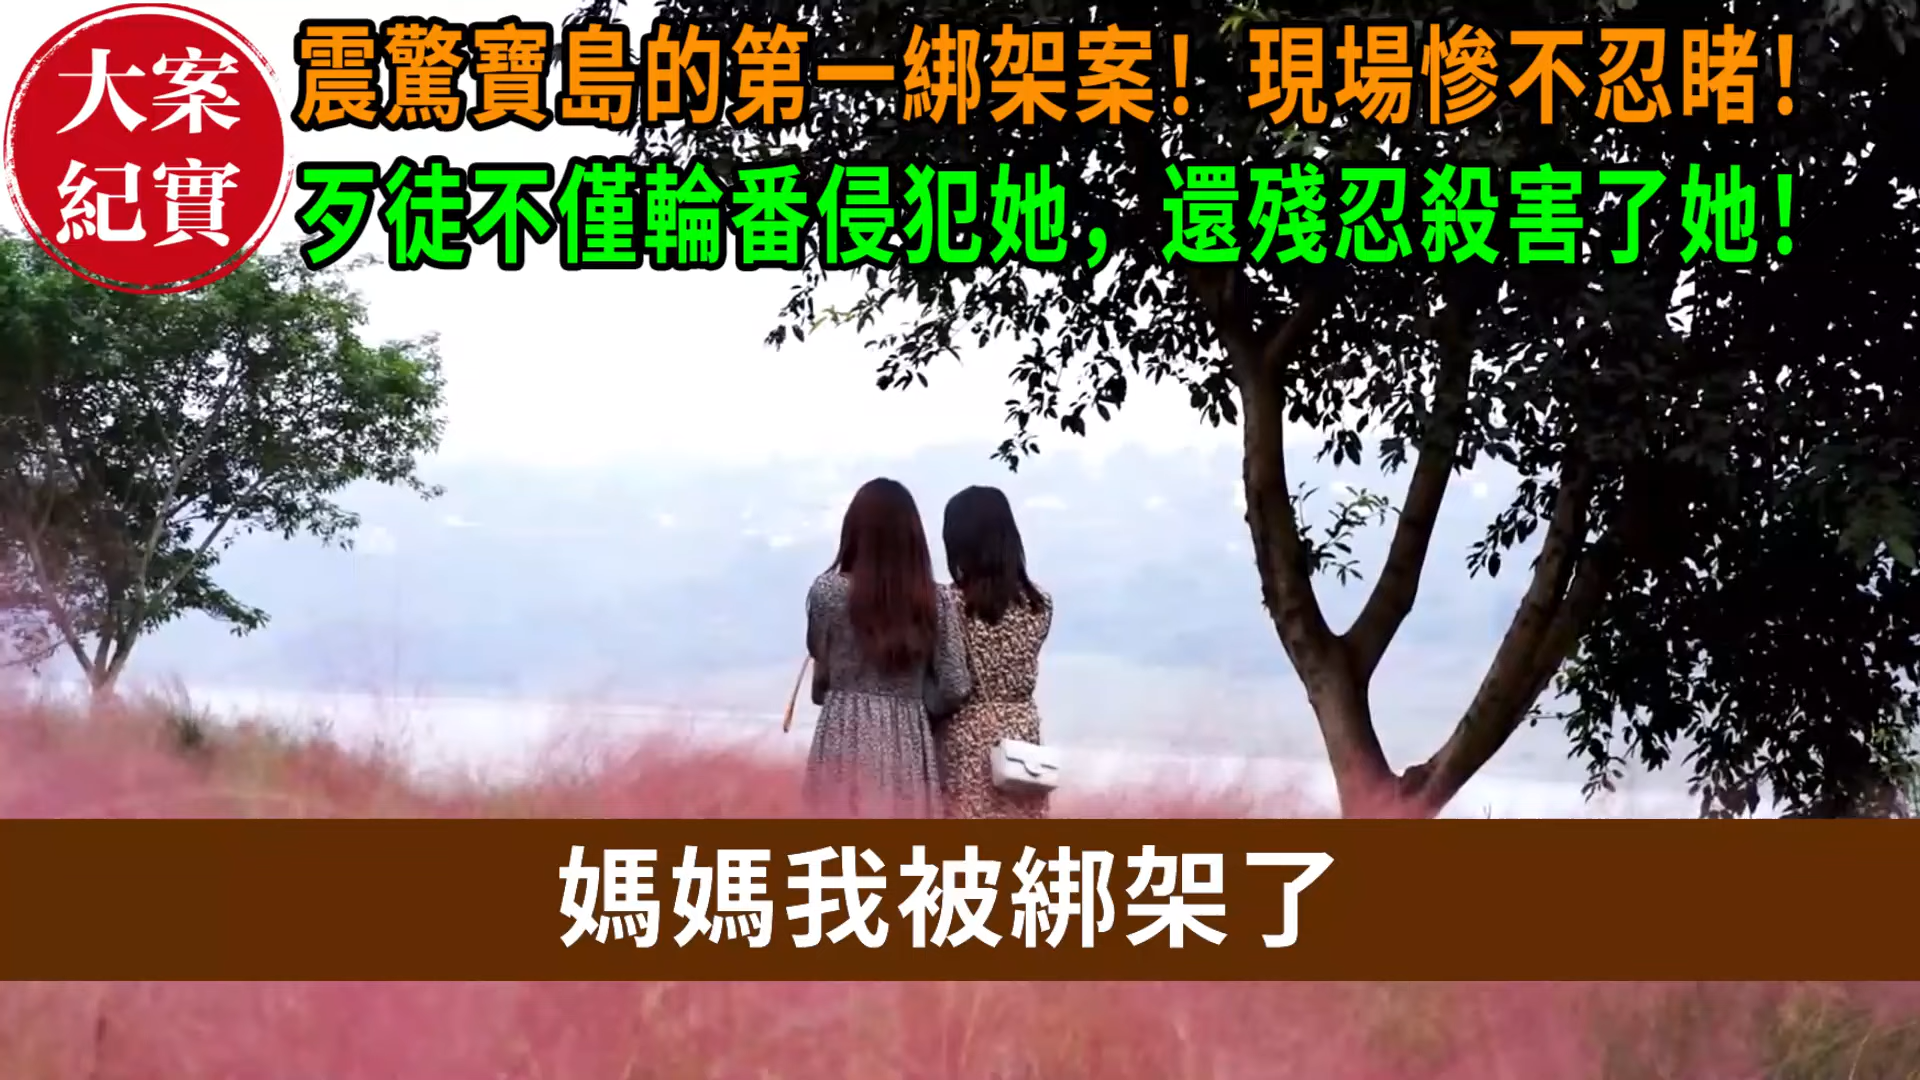 大案
紀實
震驚寶島的第一綁架案！現場慘不忍睹！
歹徒不僅輪番侵犯她，還殘忍殺害了她！
媽媽我被綁架了